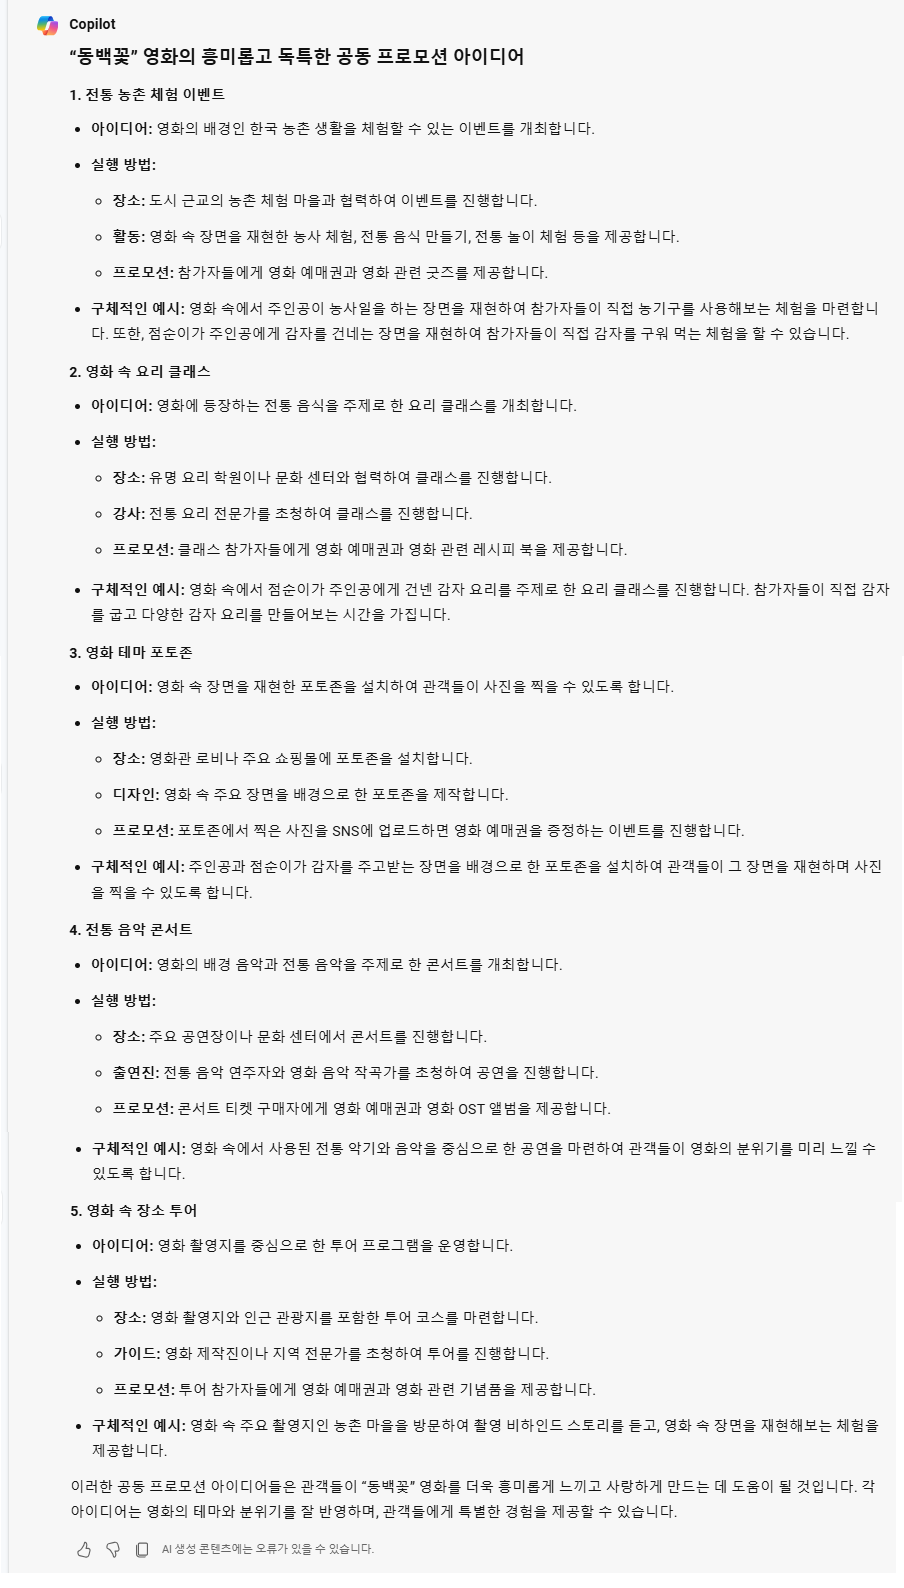 Copilot
“동백꽃” 영화의 흥미롭고 독특한 공동 프로모션 아이디어
1. 전통 농촌 체험 이벤트
• 아이디어: 영화의 배경인 한국 농촌 생활을 체험할 수 있는 이벤트를 개최합니다.
• 실행 방법:
◦ 장소: 도시 근교의 농촌 체험 마을과 협력하여 이벤트를 진행합니다.
◦ 활동: 영화 속 장면을 재현한 농사 체험, 전통 음식 만들기, 전통 놀이 체험 등을 제공합니다.
◦ 프로모션: 참가자들에게 영화 예매권과 영화 관련 굿즈를 제공합니다.
• 구체적인 예시: 영화 속에서 주인공이 농사일을 하는 장면을 재현하여 참가자들이 직접 농기구를 사용해보는 체험을 마련합니
다. 또한, 점순이가 주인공에게 감자를 건네는 장면을 재현하여 참가자들이 직접 감자를 구워 먹는 체험을 할 수 있습니다.
2. 영화 속 요리 클래스
• 아이디어: 영화에 등장하는 전통 음식을 주제로 한 요리 클래스를 개최합니다.
• 실행 방법:
◦ 장소: 유명 요리 학원이나 문화 센터와 협력하여 클래스를 진행합니다.
◦ 강사: 전통 요리 전문가를 초청하여 클래스를 진행합니다.
◦ 프로모션: 클래스 참가자들에게 영화 예매권과 영화 관련 레시피 북을 제공합니다.
• 구체적인 예시: 영화 속에서 점순이가 주인공에게 건넨 감자 요리를 주제로 한 요리 클래스를 진행합니다. 참가자들이 직접 감자
를 굽고 다양한 감자 요리를 만들어보는 시간을 가집니다.
3. 영화 테마 포토존
• 아이디어: 영화 속 장면을 재현한 포토존을 설치하여 관객들이 사진을 찍을 수 있도록 합니다.
• 실행 방법:
◦ 장소: 영화관 로비나 주요 쇼핑몰에 포토존을 설치합니다.
◦ 디자인: 영화 속 주요 장면을 배경으로 한 포토존을 제작합니다.
◦ 프로모션: 포토존에서 찍은 사진을 SNS에 업로드하면 영화 예매권을 증정하는 이벤트를 진행합니다.
• 구체적인 예시: 주인공과 점순이가 감자를 주고받는 장면을 배경으로 한 포토존을 설치하여 관객들이 그 장면을 재현하며 사진
을 찍을 수 있도록 합니다.
4. 전통 음악 콘서트
• 아이디어: 영화의 배경 음악과 전통 음악을 주제로 한 콘서트를 개최합니다.
• 실행 방법:
◦ 장소: 주요 공연장이나 문화 센터에서 콘서트를 진행합니다.
◦ 출연진: 전통 음악 연주자와 영화 음악 작곡가를 초청하여 공연을 진행합니다.
◦ 프로모션: 콘서트 티켓 구매자에게 영화 예매권과 영화 OST 앨범을 제공합니다.
• 구체적인 예시: 영화 속에서 사용된 전통 악기와 음악을 중심으로 한 공연을 마련하여 관객들이 영화의 분위기를 미리 느낄 수
있도록 합니다.
5. 영화 속 장소 투어
• 아이디어: 영화 촬영지를 중심으로 한 투어 프로그램을 운영합니다.
• 실행 방법:
◦ 장소: 영화 촬영지와 인근 관광지를 포함한 투어 코스를 마련합니다.
◦ 가이드: 영화 제작진이나 지역 전문가를 초청하여 투어를 진행합니다.
◦ 프로모션: 투어 참가자들에게 영화 예매권과 영화 관련 기념품을 제공합니다.
• 구체적인 예시: 영화 속 주요 촬영지인 농촌 마을을 방문하여 촬영 비하인드 스토리를 듣고, 영화 속 장면을 재현해보는 체험을
제공합니다.
이러한 공동 프로모션 아이디어들은 관객들이 “동백꽃” 영화를 더욱 흥미롭게 느끼고 사랑하게 만드는 데 도움이 될 것입니다. 각
아이디어는 영화의 테마와 분위기를 잘 반영하며, 관객들에게 특별한 경험을 제공할 수 있습니다.
AI 생성 콘텐츠에는 오류가 있을 수 있습니다.